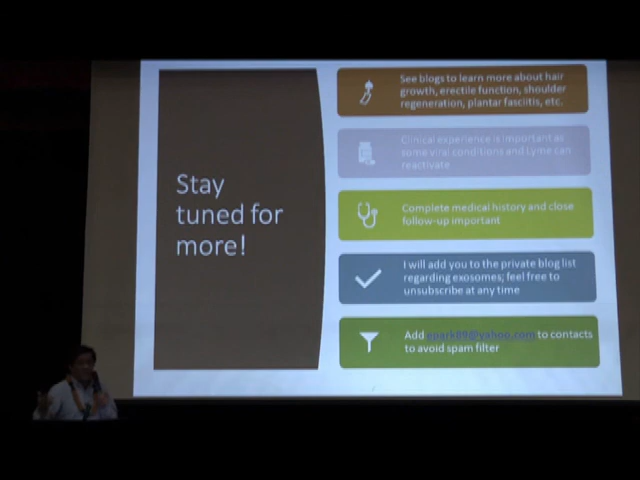 Stay
tuned for
more!
See blogs to learn more about hair
growth, erectile function, shoulder
regeneration, plantar fasciitis, etc.
Clinical experience is important as
some viral conditions and Lyme can
reactivate
Complete medical history and close
follow-up important
I will add you to the private blog list
regarding exosomes; feel free to
unsubscribe at any time
Add to contacts
to avoid spam filter